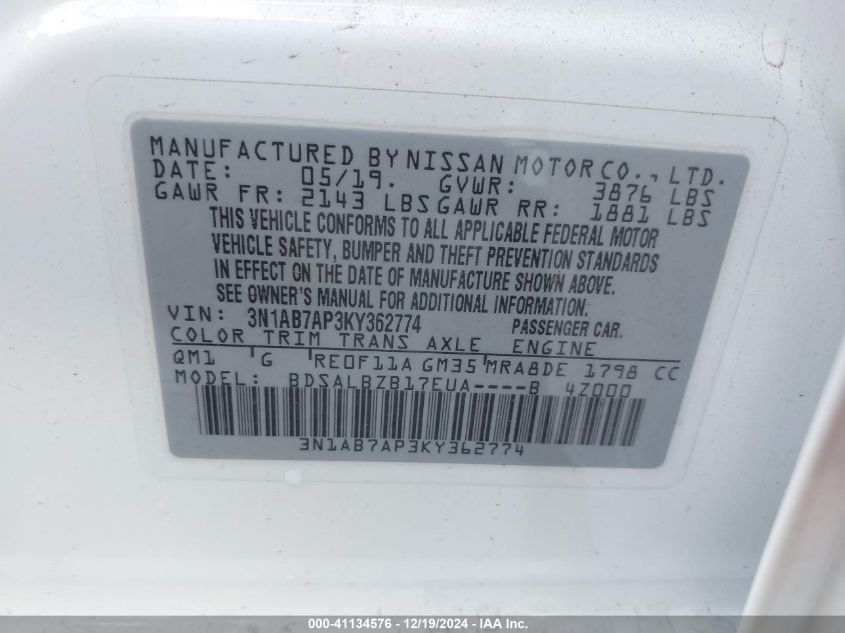 MANUFACTURED BY NISSAN MOTOR CO., LTD.
DATE: 05/19. GVWR: 3876 LBS
GAWR FR: 2143 LBS GAWR RR: 1881 LBS
THIS VEHICLE CONFORMS TO ALL APPLICABLE FEDERAL MOTOR
VEHICLE SAFETY, BUMPER AND THEFT PREVENTION STANDARDS
IN EFFECT ON THE DATE OF MANUFACTURE SHOWN ABOVE.
SEE OWNER'S MANUAL FOR ADDITIONAL INFORMATION.
VIN: 3N1AB7AP3KY362774 PASSENGER CAR.
COLOR TRIM TRANS AXLE ENGINE
QM1 G RE0F11A GM35 MRA8DE 1798 CC
MODEL: BDSALBZB17EUA----B 4Z000
3N1AB7AP3KY362774
000-41134576 - 12/19/2024 - IAA Inc.